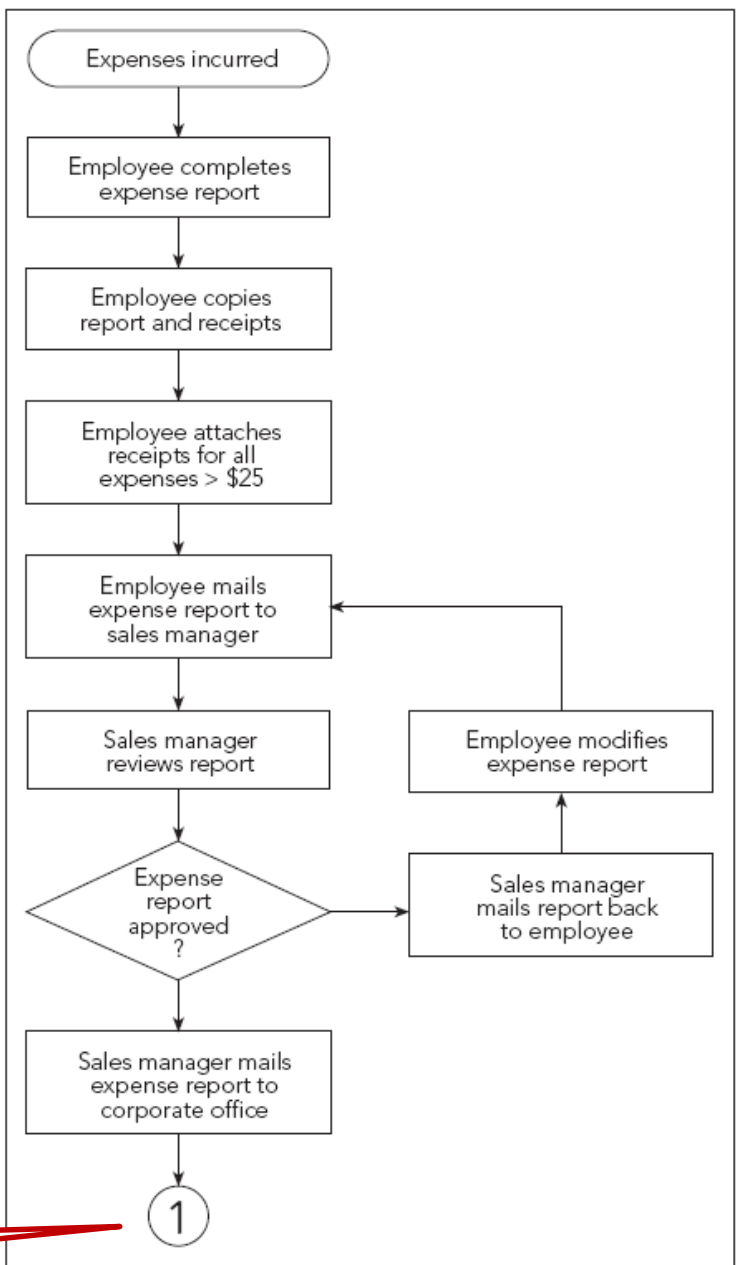 Expenses incurred
Employee completes
expense report
Employee copies
report and receipts
Employee attaches
receipts for all
expenses > $25
Employee mails
expense report to
sales manager
Sales manager
reviews report
Employee modifies
expense report
Expense
report
approved
?
Sales manager
mails report back
to employee
Sales manager mails
expense report to
corporate office
1